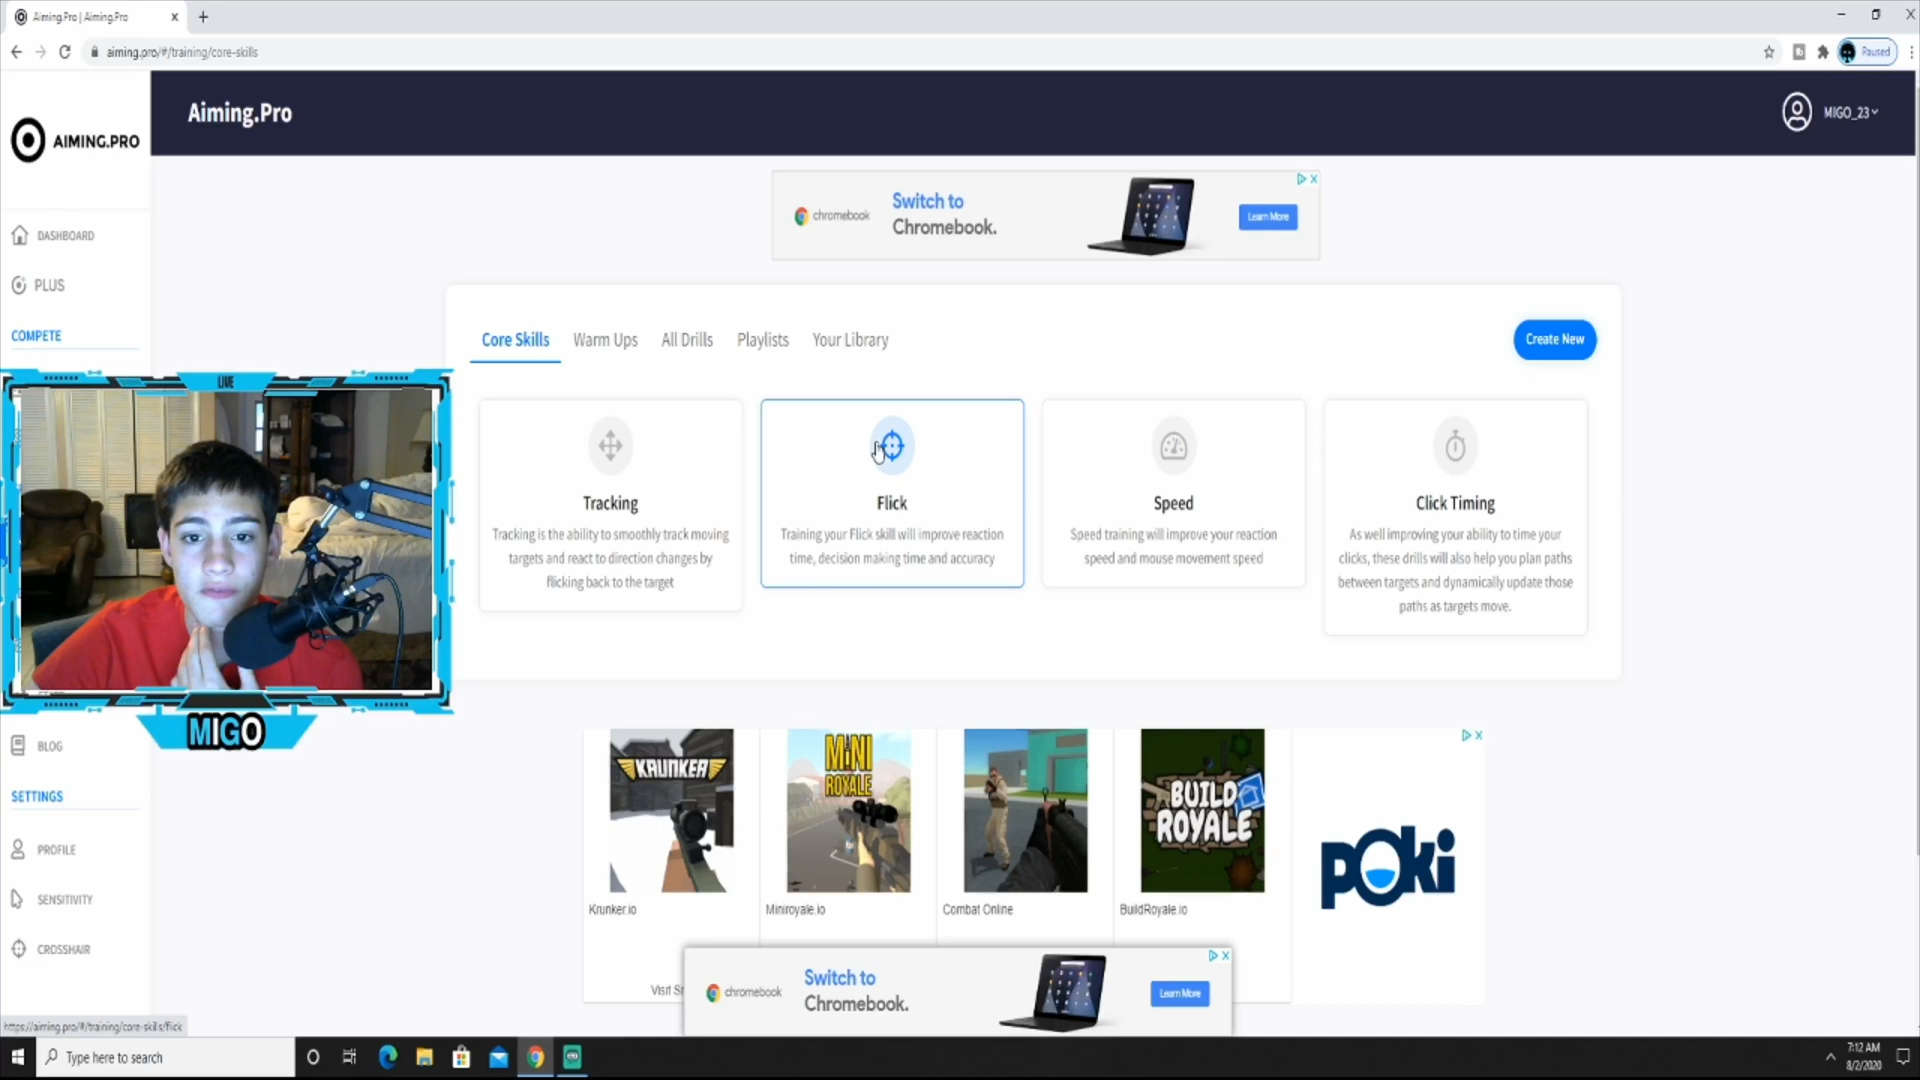 Aiming.Pro | Aiming.Pro
aiming.pro/#/training/core-skills
Paused
AIMING.PRO
Aiming.Pro
MIGO_23
chrome​book
Switch to
Chromebook.
Learn More
DASHBOARD
PLUS
COMPETE
Core Skills
Warm Ups
All Drills
Playlists
Your Library
Create New
LIVE
Tracking
Tracking is the ability to smoothly track moving
targets and react to direction changes by
flicking back to the target
Flick
Training your Flick skill will improve reaction
time, decision making time and accuracy
Speed
Speed training will improve your reaction
speed and mouse movement speed
Click Timing
As well improving your ability to time your
clicks, these drills will also help you plan paths
between targets and dynamically update those
paths as targets move.
MIGO
BLOG
SETTINGS
PROFILE
SENSITIVITY
CROSSHAIR
KRUNKER
MINI
ROYALE
BUILD
ROYALE
POKi
Krunker.io
Miniroyale.io
Combat Online
BuildRoyale.io
chromebook
Switch to
Chromebook.
Learn More
Visit
https://aiming.pro/#/training/core-skills/flick
Type here to search
7:12 AM
8/2/2020